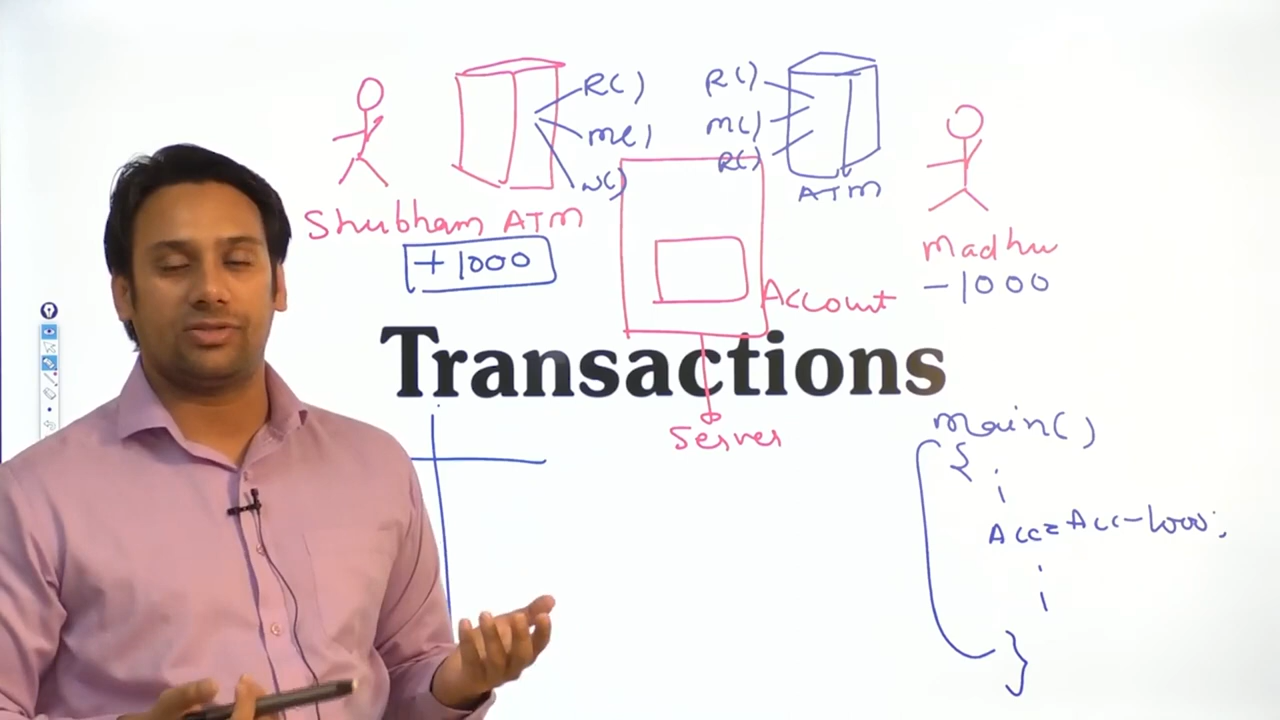 R()
M()
W()
R()
M()
R()
ATM
Shubham ATM
+1000
Madhu
-1000
Account
Transactions
Server
main()
{
Acc=Acc-1000;
}